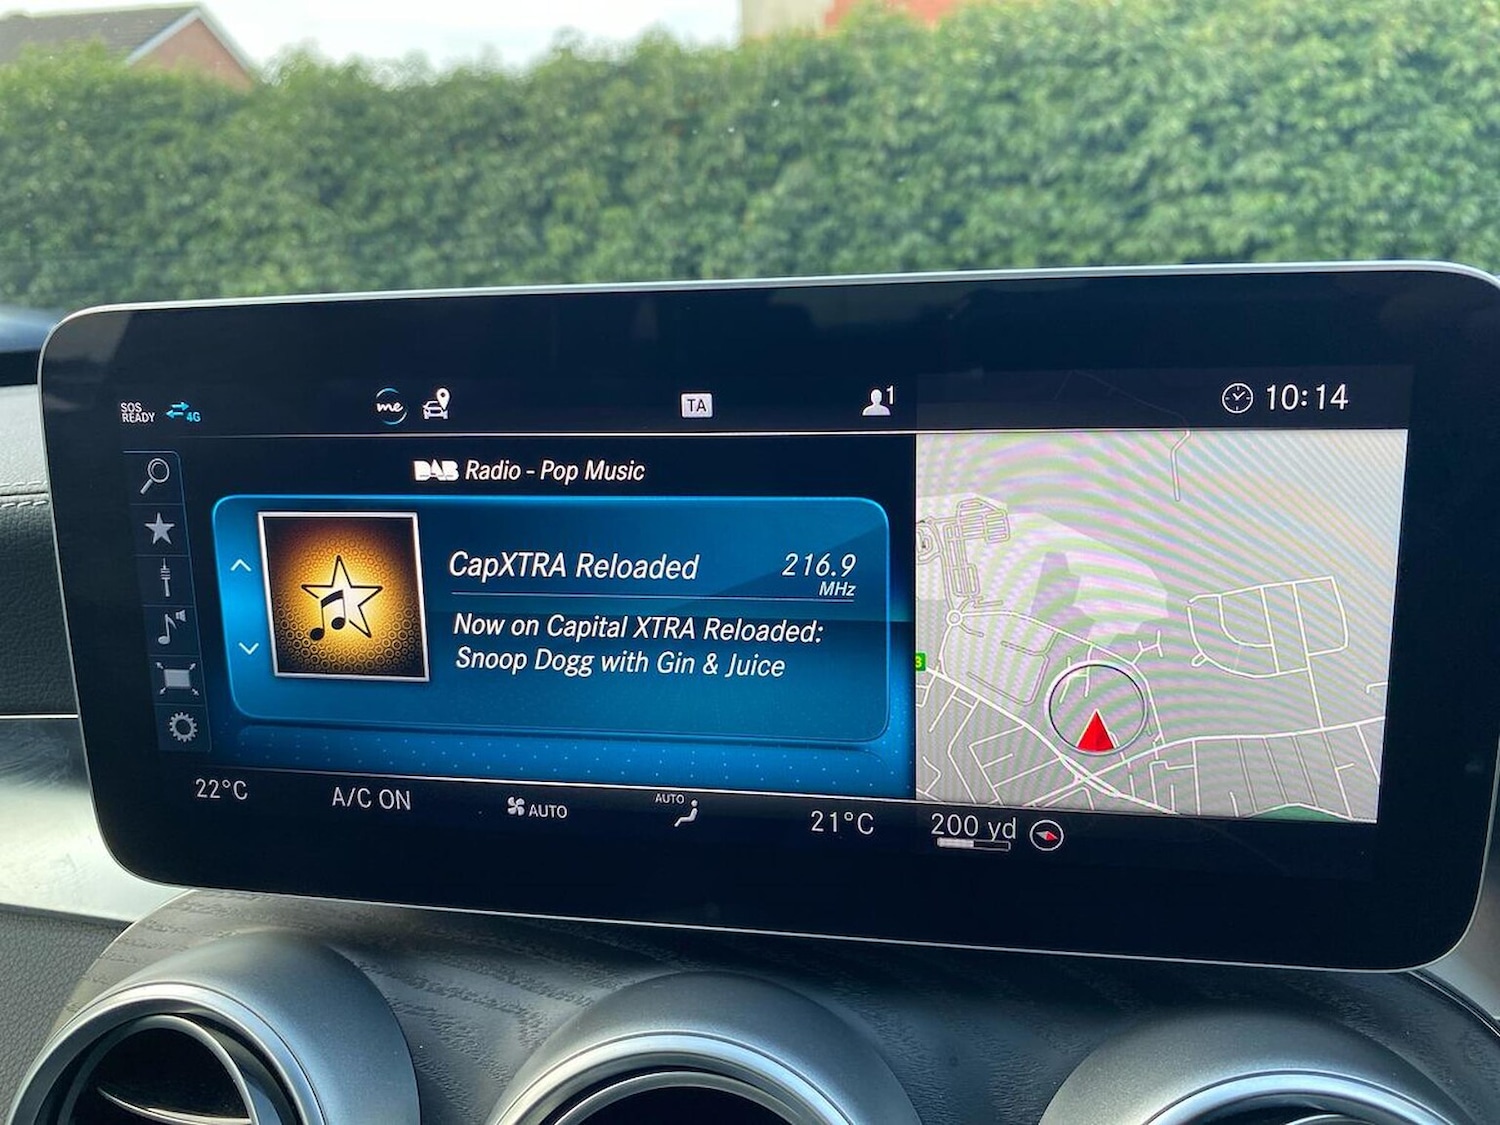 SOS
READY
4G
me
TA
1
10:14
DAB Radio - Pop Music
CapXTRA Reloaded
216.9
MHz
Now on Capital XTRA Reloaded:
Snoop Dogg with Gin & Juice
3
22°C
A/C ON
AUTO
AUTO
21°C
200 yd